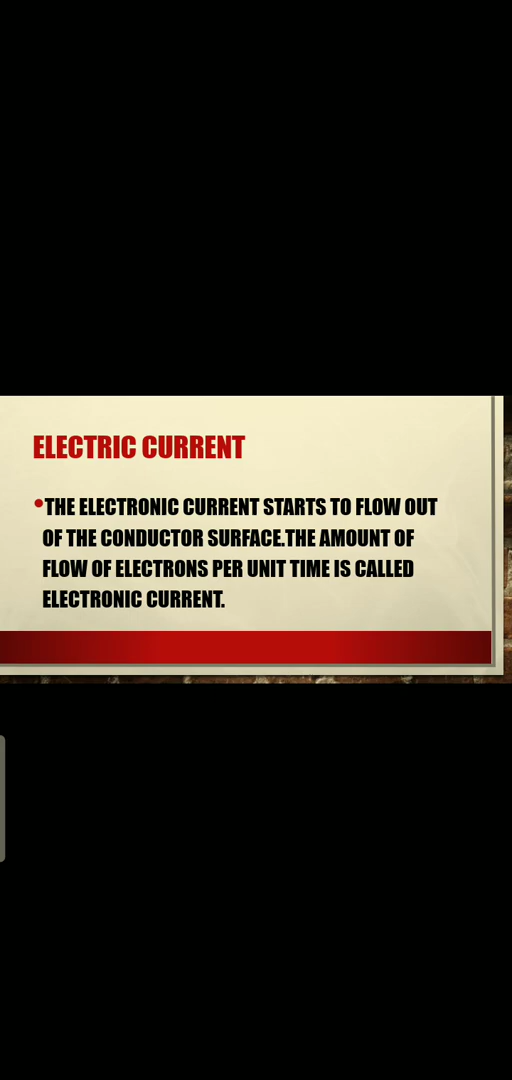 ELECTRIC CURRENT
•THE ELECTRONIC CURRENT STARTS TO FLOW OUT
OF THE CONDUCTOR SURFACE.THE AMOUNT OF
FLOW OF ELECTRONS PER UNIT TIME IS CALLED
ELECTRONIC CURRENT.